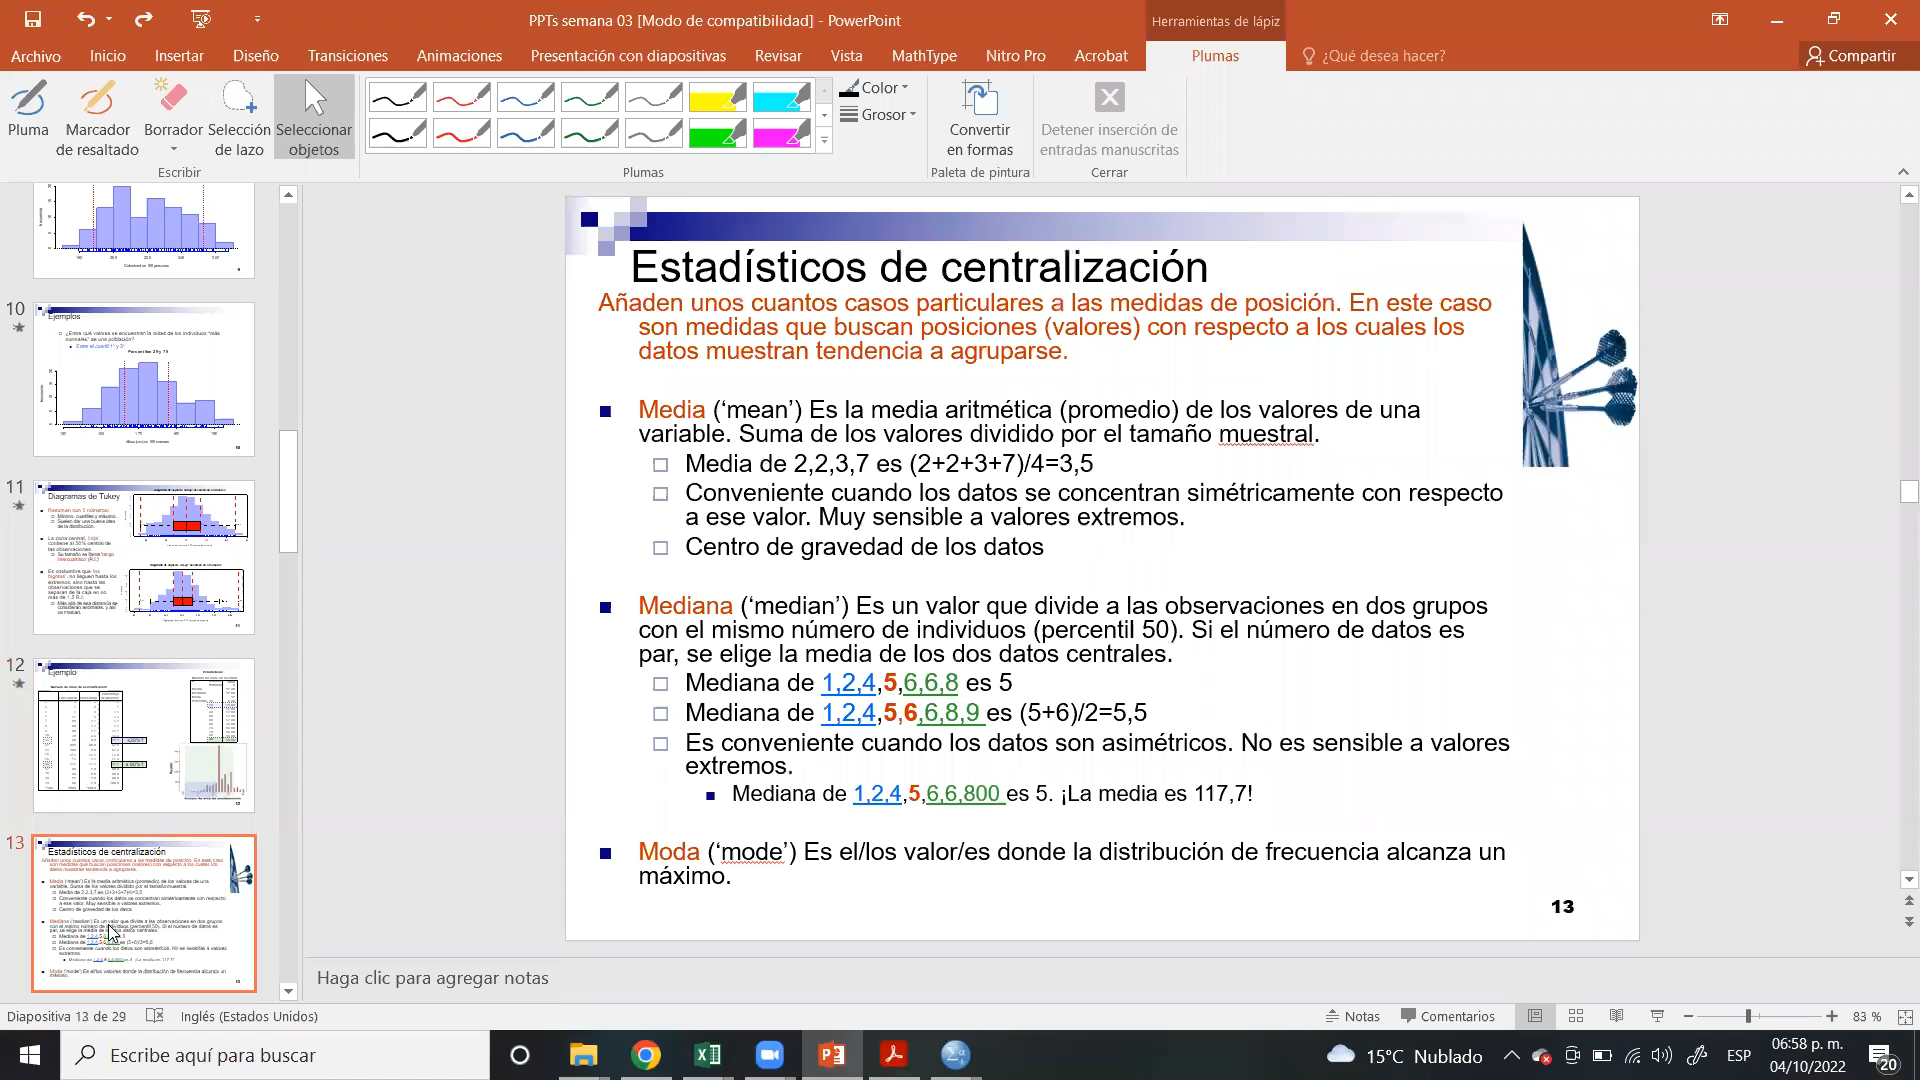 PPTs semana 03 [Modo de compatibilidad] - PowerPoint
Herramientas de lápiz
Archivo
Inicio
Insertar
Diseño
Transiciones
Animaciones
Presentación con diapositivas
Revisar
Vista
MathType
Nitro Pro
Acrobat
Plumas
¿Qué desea hacer?
Compartir
Pluma
Marcador
de resaltado
Borrador
Selección
de lazo
Seleccionar
objetos
Color
Grosor
Convertir
en formas
Detener inserción de
entradas manuscritas
Escribir
Plumas
Paleta de pintura
Cerrar
10
Ejemplos
11
Diagramas de Tukey
12
Ejemplo
13
Estadísticos de centralización
Estadísticos de centralización
Añaden unos cuantos casos particulares a las medidas de posición. En este caso
son medidas que buscan posiciones (valores) con respecto a los cuales los
datos muestran tendencia a agruparse.
Media (‘mean’) Es la media aritmética (promedio) de los valores de una
variable. Suma de los valores dividido por el tamaño muestral.
Media de 2,2,3,7 es (2+2+3+7)/4=3,5
Conveniente cuando los datos se concentran simétricamente con respecto
a ese valor. Muy sensible a valores extremos.
Centro de gravedad de los datos
Mediana (‘median’) Es un valor que divide a las observaciones en dos grupos
con el mismo número de individuos (percentil 50). Si el número de datos es
par, se elige la media de los dos datos centrales.
Mediana de 1,2,4,5,6,6,8 es 5
Mediana de 1,2,4,5,6,6,8,9 es (5+6)/2=5,5
Es conveniente cuando los datos son asimétricos. No es sensible a valores
extremos.
Mediana de 1,2,4,5,6,6,800 es 5. ¡La media es 117,7!
Moda (‘mode’) Es el/los valor/es donde la distribución de frecuencia alcanza un
máximo.
13
Haga clic para agregar notas
Diapositiva 13 de 29
Inglés (Estados Unidos)
Notas
Comentarios
83 %
Escribe aquí para buscar
15°C Nublado
ESP
06:58 p. m.
04/10/2022
20